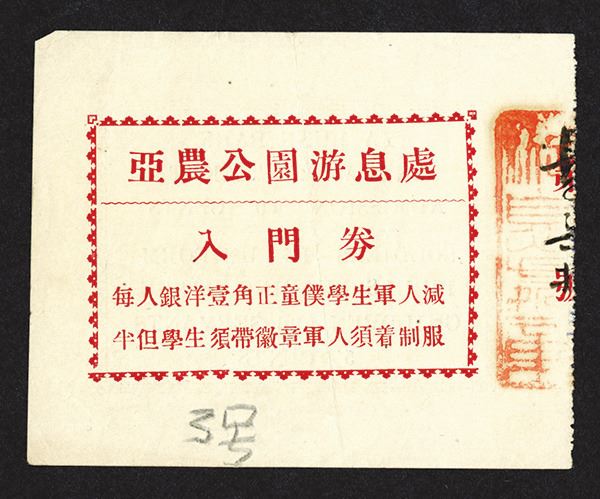 亞農公園游息處
入門券
每人銀洋壹角正童僕學生軍人減
半但學生須帶徽章軍人須着制服
3号